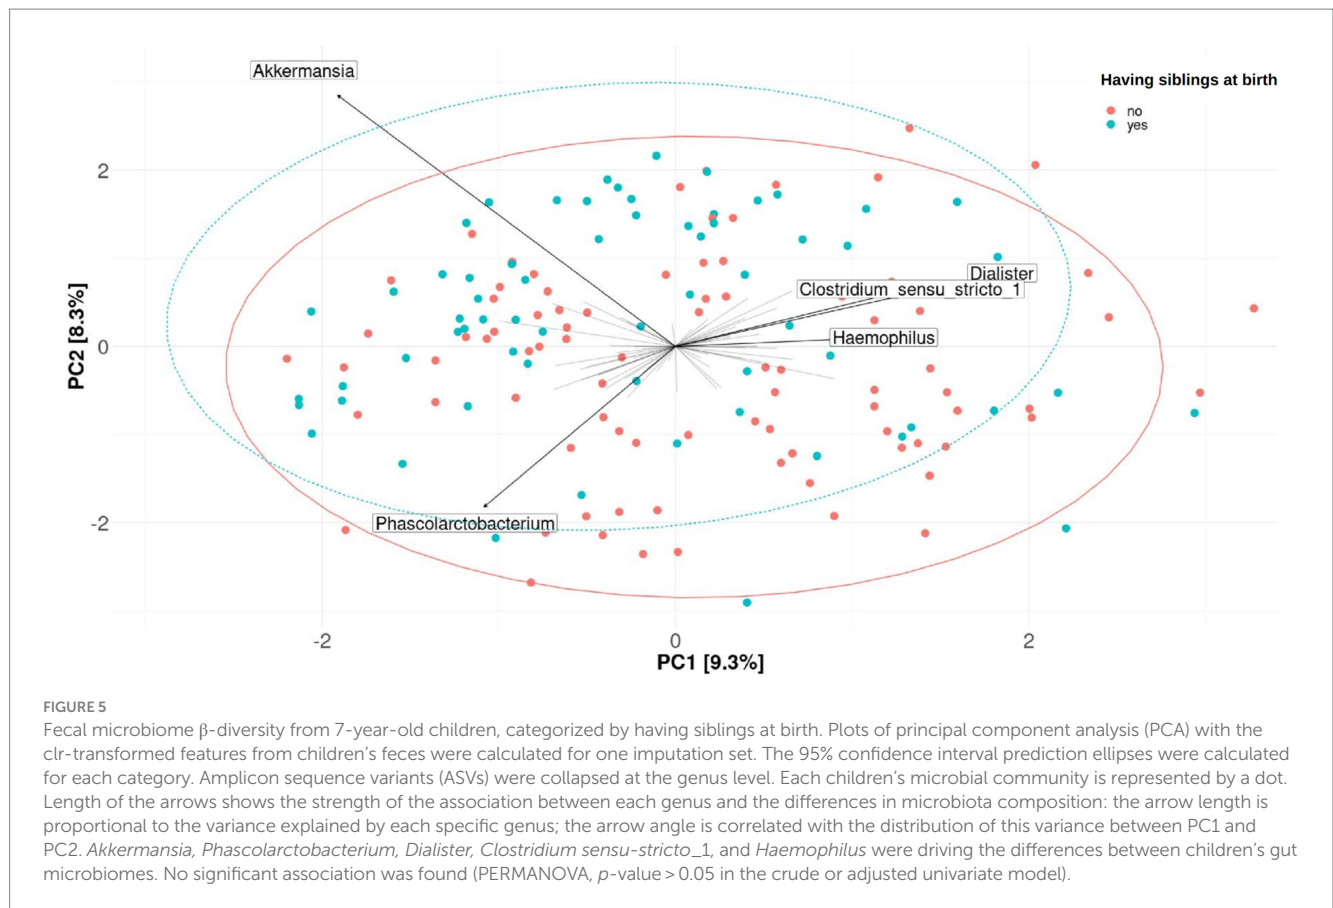 Akkermansia
Having siblings at birth
no
yes
2
Dialister
Clostridium_sensu_stricto_1
PC2 [8.3%]
0
Haemophilus
Phascolarctobacterium
-2
-2
0
2
PC1 [9.3%]
FIGURE 5
Fecal microbiome β-diversity from 7-year-old children, categorized by having siblings at birth. Plots of principal component analysis (PCA) with the
clr-transformed features from children's feces were calculated for one imputation set. The 95% confidence interval prediction ellipses were calculated
for each category. Amplicon sequence variants (ASVs) were collapsed at the genus level. Each children's microbial community is represented by a dot.
Length of the arrows shows the strength of the association between each genus and the differences in microbiota composition: the arrow length is
proportional to the variance explained by each specific genus; the arrow angle is correlated with the distribution of this variance between PC1 and
PC2. Akkermansia, Phascolarctobacterium, Dialister, Clostridium sensu-stricto_1, and Haemophilus were driving the differences between children's gut
microbiomes. No significant association was found (PERMANOVA, p-value > 0.05 in the crude or adjusted univariate model).